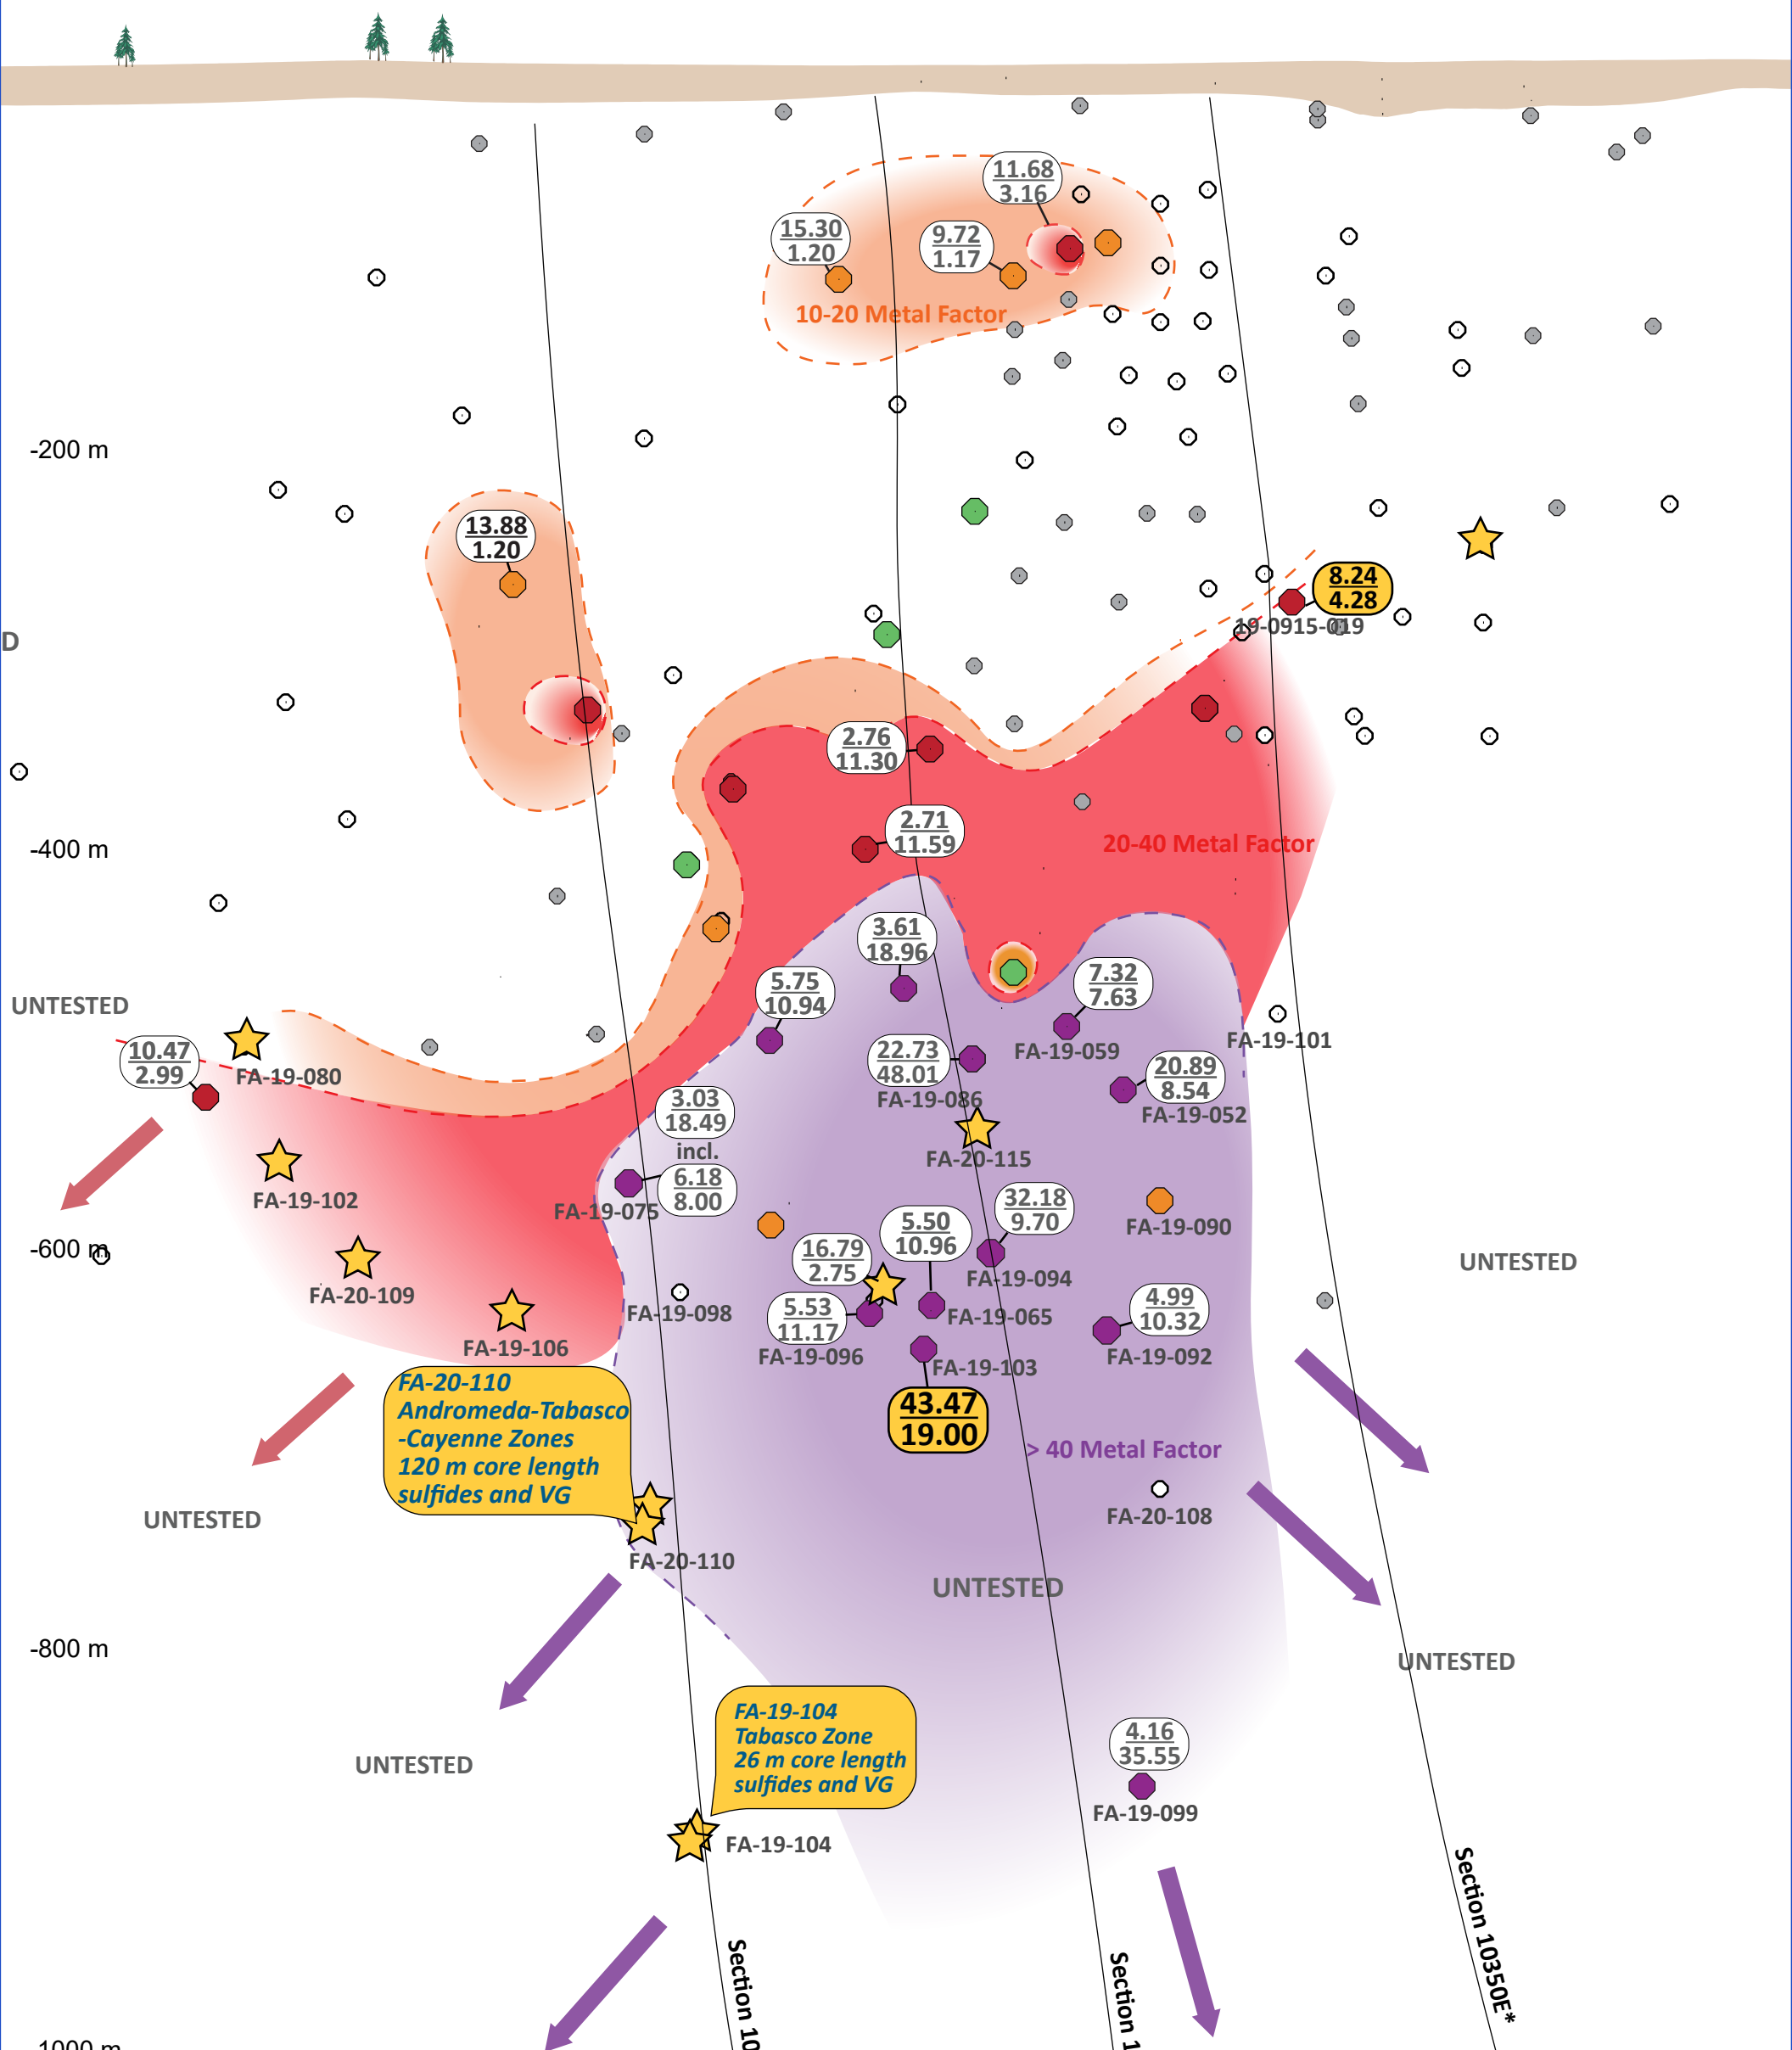 11.68
3.16
15.30
1.20
9.72
1.17
10-20 Metal Factor
-200 m
13.88
1.20
8.24
4.28
19-0915-019
D
2.76
11.30
2.71
11.59
20-40 Metal Factor
-400 m
3.61
18.96
5.75
10.94
7.32
7.63
UNTESTED
FA-19-101
10.47
2.99
FA-19-080
22.73
48.01
FA-19-086
FA-19-059
20.89
8.54
FA-19-052
3.03
18.49
incl.
6.18
8.00
FA-19-075
FA-20-115
FA-19-102
32.18
9.70
FA-19-090
5.50
10.96
-600 m
16.79
2.75
FA-19-094
UNTESTED
FA-20-109
FA-19-098
5.53
11.17
FA-19-065
4.99
10.32
FA-19-106
FA-19-096
FA-19-103
FA-19-092
FA-20-110
Andromeda-Tabasco
-Cayenne Zones
120 m core length
sulfides and VG
43.47
19.00
> 40 Metal Factor
UNTESTED
FA-20-108
FA-20-110
UNTESTED
-800 m
UNTESTED
FA-19-104
Tabasco Zone
26 m core length
sulfides and VG
UNTESTED
4.16
35.55
FA-19-099
FA-19-104
Section 10350E*
Section 10
Section 1
1000 m